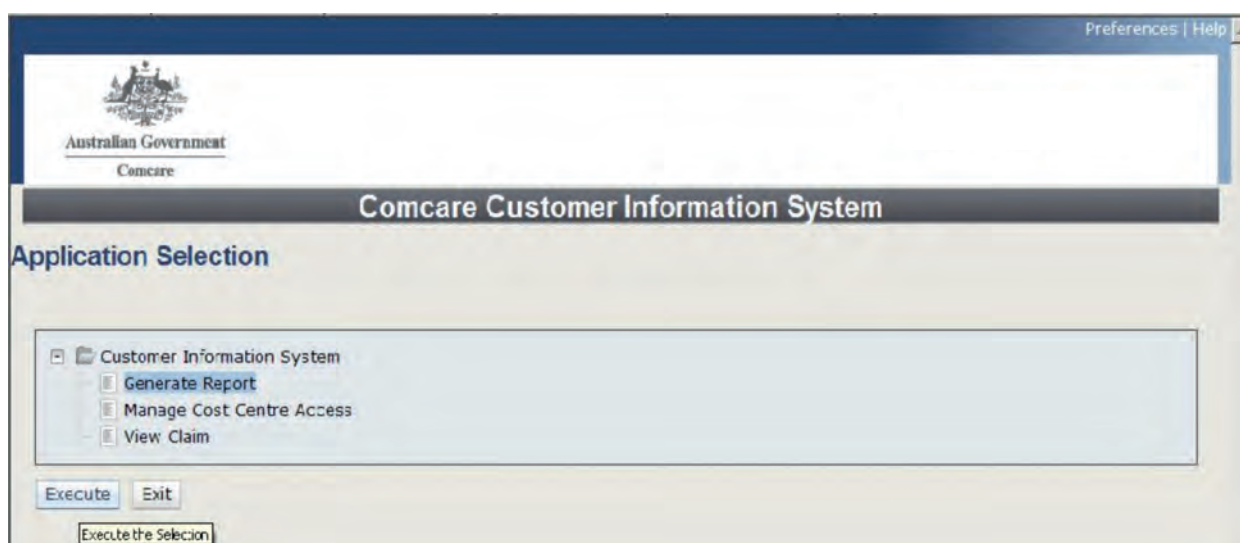 Preferences | Help
Australian Government
Comcare
Comcare Customer Information System
Application Selection
Customer Information System
Generate Report
Manage Cost Centre Access
View Claim
Execute Exit
Execute the Selection